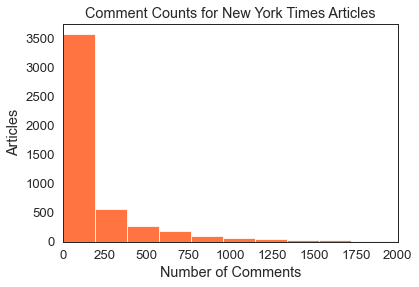 Comment Counts for New York Times Articles
3500
3000
2500
2000
1500
1000
500
0
Articles
0 250 500 750 1000 1250 1500 1750 2000
Number of Comments